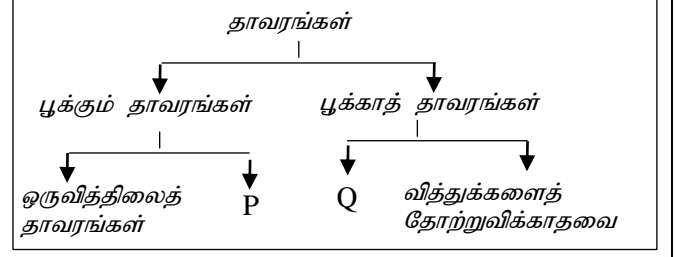 தாவரங்கள்
பூக்கும் தாவரங்கள் பூக்காத் தாவரங்கள்
ஒருவித்திலைத்
தாவரங்கள்
P
Q
வித்துக்களைத்
தோற்றுவிக்காதவை